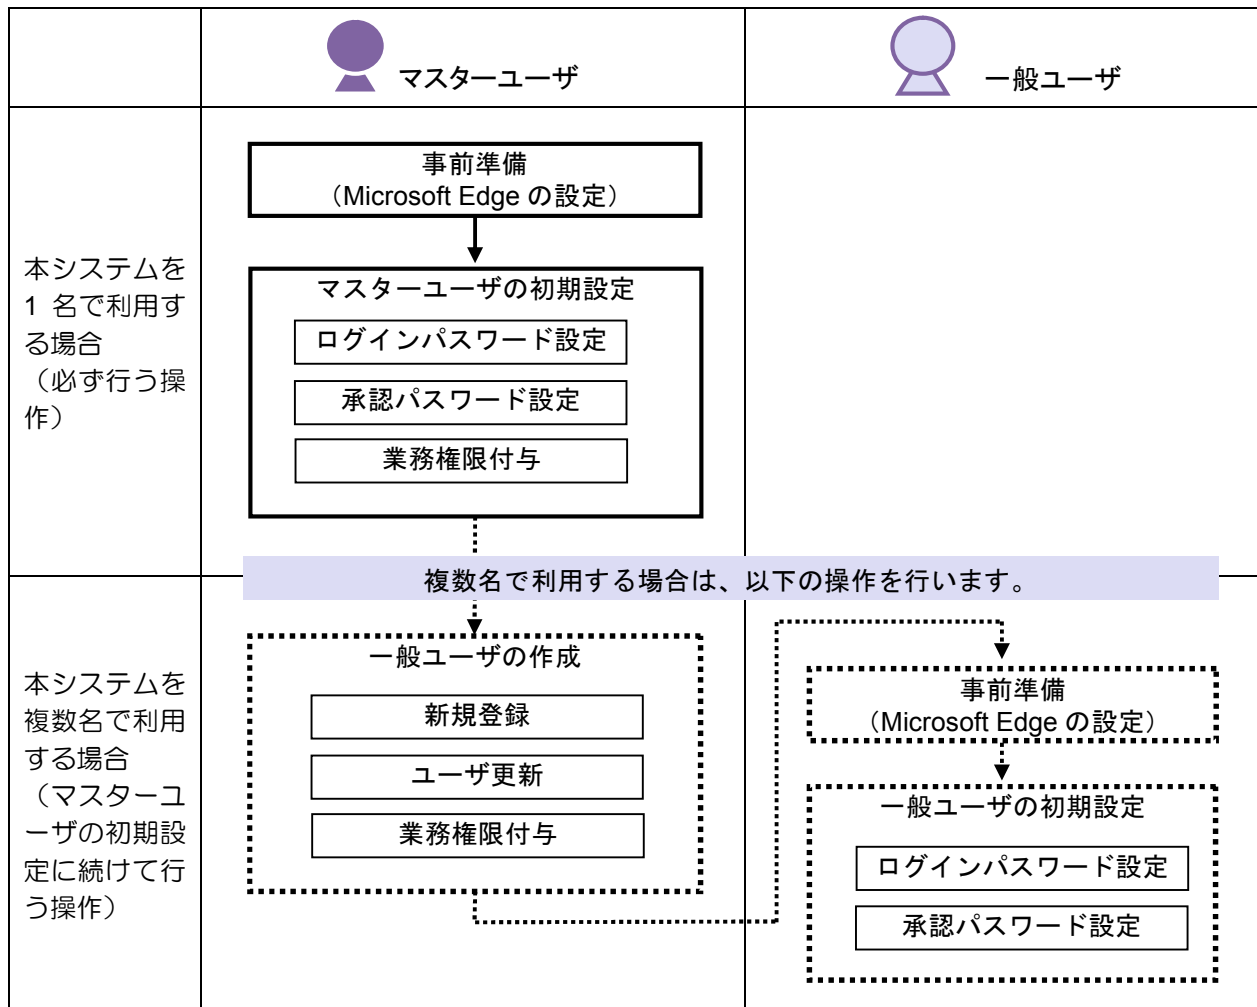 マスターユーザ
一般ユーザ
本システムを
1 名で利用す
る場合
（必ず行う操
作）
事前準備
（Microsoft Edge の設定）
マスターユーザの初期設定
ログインパスワード設定
承認パスワード設定
業務権限付与
複数名で利用する場合は、以下の操作を行います。
本システムを
複数名で利用
する場合
（マスターユ
ーザの初期設
定に続けて行
う操作）
一般ユーザの作成
新規登録
ユーザ更新
業務権限付与
事前準備
（Microsoft Edge の設定）
一般ユーザの初期設定
ログインパスワード設定
承認パスワード設定